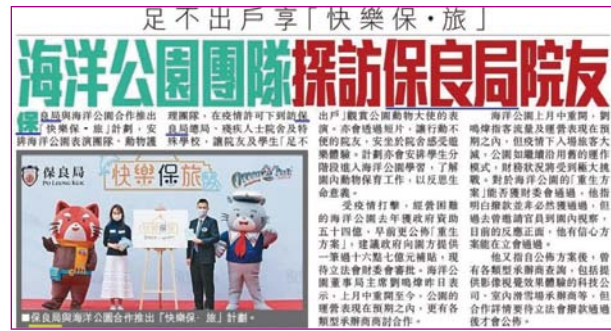 足不出戶享「快樂保•旅」
海洋公園團隊探訪保良局院友
保良局與海洋公園合作推出
「快樂保‧旅」計劃，安
排海洋公園表演團隊、動物護
理團隊，在疫情許可下到訪保
良局總局、殘疾人士院舍及特
殊學校，讓院友及學生「足不
出戶」觀賞公園動物大使的表
演。亦會透過短片，讓行動不
便的院友，安坐於院舍感受遊
樂體驗。計劃亦會安排學生分
階段進入海洋公園學習，了解
園內動物保育工作，以反思生
命意義。
受疫情打擊，經營困難
的海洋公園去年獲政府資助
五十四億，早前更公佈「重生
方案」，建議政府向園方提供
一筆過十六點七億元補貼，現
待立法會財委會審批。海洋公
園董事局主席劉鳴煒昨日表
示，上月中重開至今，公園的
運營表現在預期之內，更有各
類型承辦商商討合作。
海洋公園上月中重開，劉
鳴煒指客流量及運營表現在預
期之內，但疫情下入場旅客大
減，公園如繼續沿用舊的運作
模式，財務狀況將受到極大挑
戰。對於海洋公園的「重生方
案」能否獲財委會通過，他指
明白撥款並非必然獲通過，但
過去曾邀請官員到園內視察，
目前的反應正面，他有信心方
案能在立會通過。
他又指自公佈方案後，曾
有各類型承辦商查詢，包括提
供影像視覺效果體驗的科技公
司、室內滑雪場承辦商等，但
合作詳情要待立法會撥款通過
後才會公佈。
保良局
PO LEUNG KUK
快樂保旅
Ocean Park
快樂保旅
■保良局與海洋公園合作推出「快樂保‧旅」計劃。